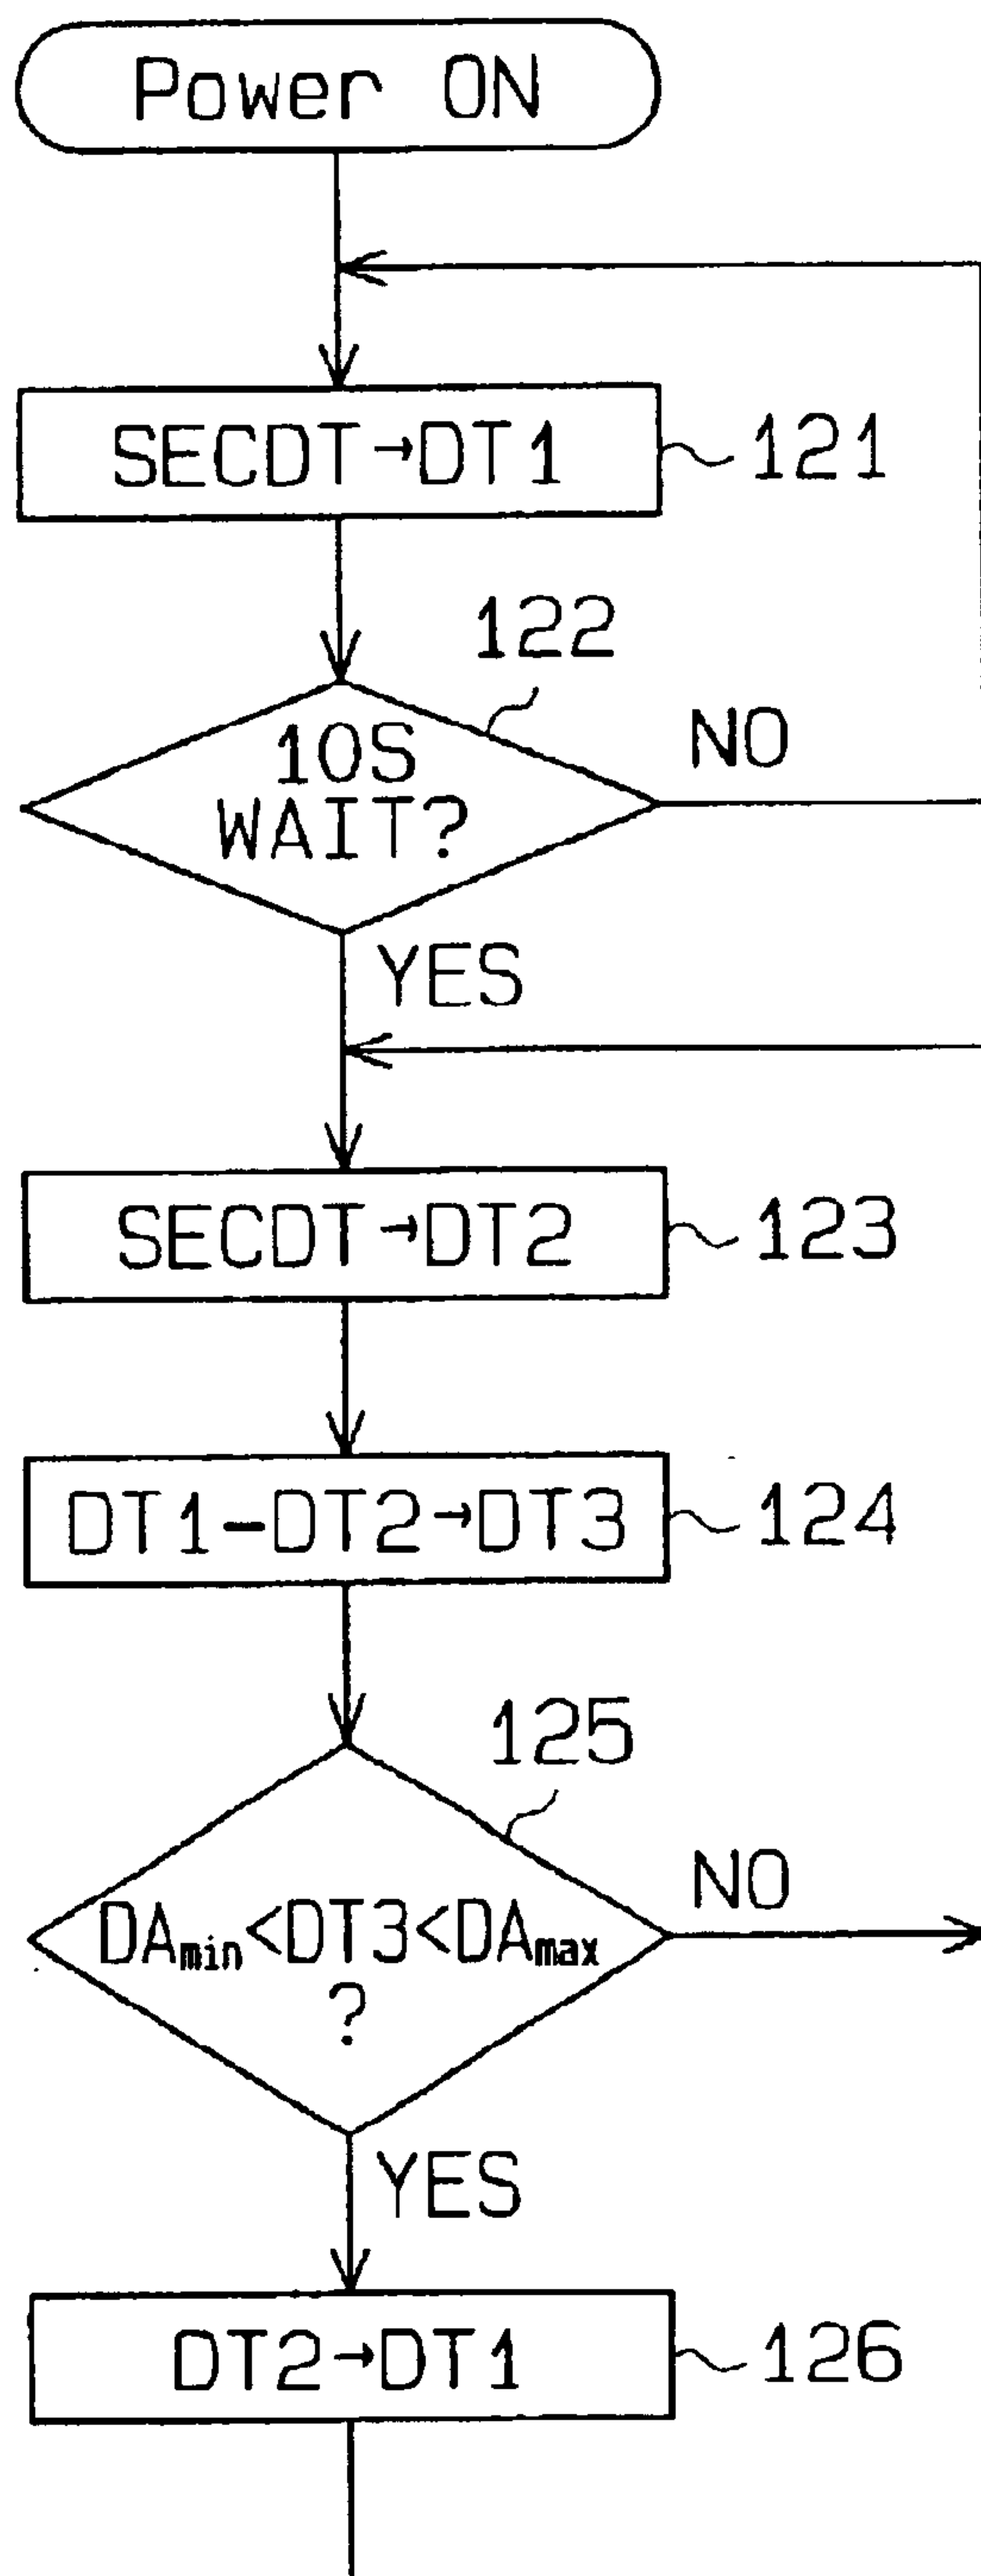 Power ON
SECDT→DT1
121
122
10S
WAIT?
NO
YES
SECDT→DT2
123
DT1-DT2→DT3
124
125
DAmin<DT3<DAmax
?
NO
YES
DT2→DT1
126